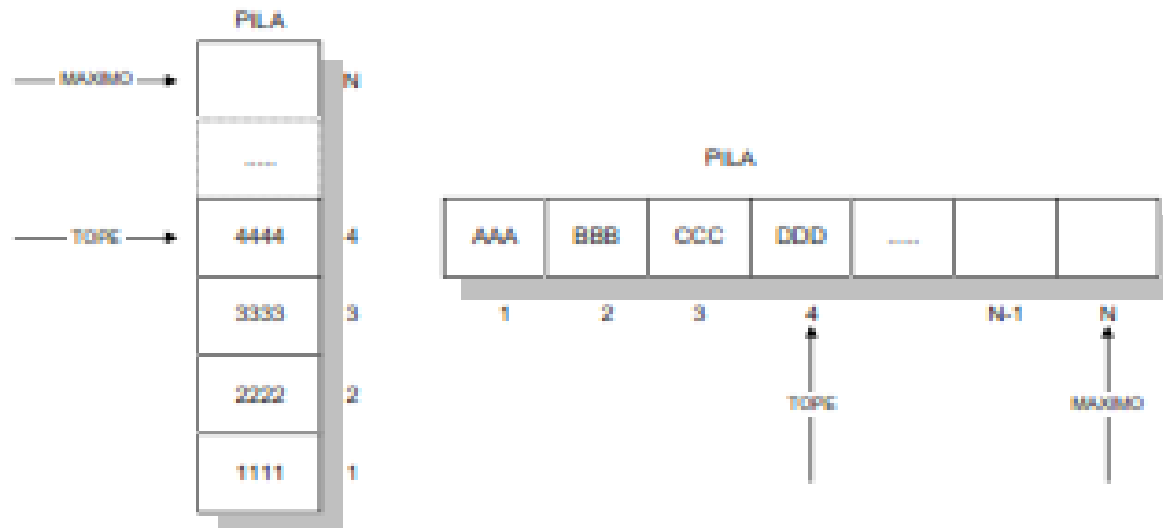 PILA
MAXIMO
N
.....
TOPE
4444
4
3333
3
2222
2
1111
1
PILA
AAA BBB CCC DDD .....
1 2 3 4 N-1 N
TOPE MAXIMO